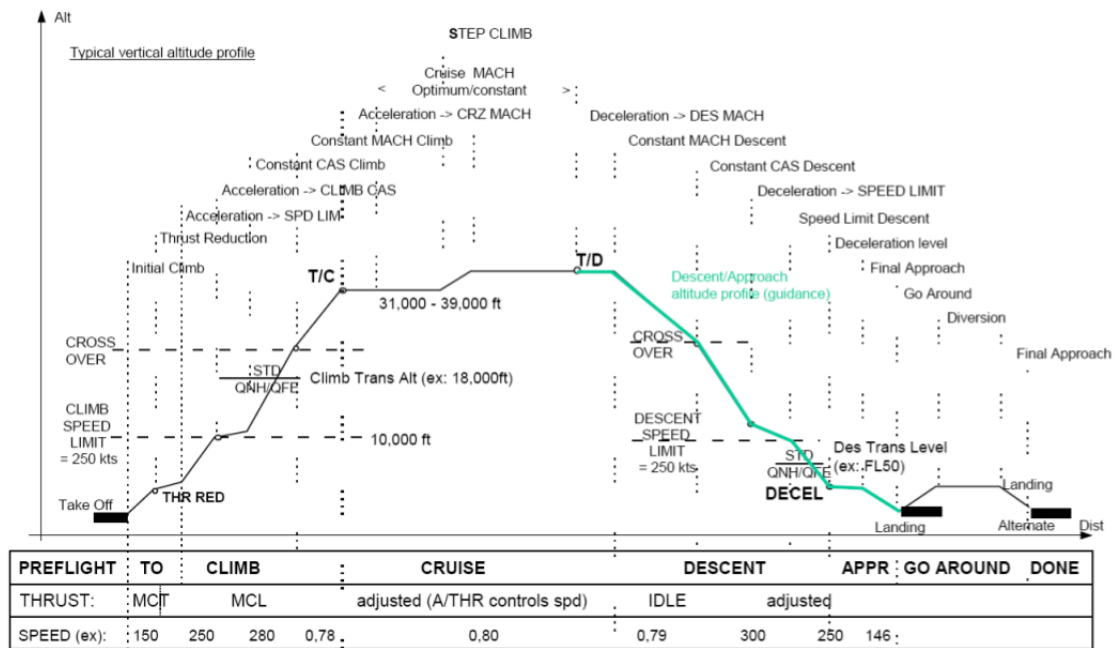 Alt
STEP CLIMB
Typical vertical altitude profile
Cruise MACH
< Optimum/constant >
Acceleration -> CRZ MACH
Deceleration -> DES MACH
Constant MACH Climb
Constant MACH Descent
Constant CAS Climb
Constant CAS Descent
Acceleration -> CLIMB CAS
Deceleration -> SPEED LIMIT
Acceleration -> SPD LIM
Speed Limit Descent
Thrust Reduction
Deceleration level
Initial Climb
Final Approach
T/C
T/D
Descent/Approach
altitude profile (guidance)
Go Around
31,000 - 39,000 ft
Diversion
CROSS
OVER
CROSS
OVER
Final Approach
STD
QNH/QFE
Climb Trans Alt (ex: 18,000ft)
CLIMB
SPEED
LIMIT
= 250 kts
10,000 ft
DESCENT
SPEED
LIMIT
= 250 kts
STD
QNH/QFE
Des Trans Level
(ex: FL50)
THR RED
DECEL
Take Off
Landing
Landing
Alternate
Dist
PREFLIGHT TO CLIMB CRUISE DESCENT APPR GO AROUND DONE
THRUST: MCT MCL adjusted (A/THR controls spd) IDLE adjusted
SPEED (ex): 150 250 280 0,78 0,80 0,79 300 250 146